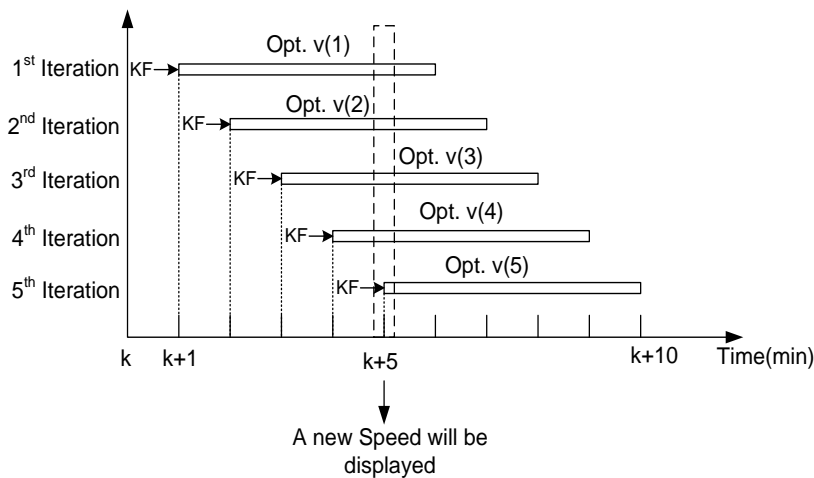 Opt. v(1)
1st Iteration
KF
Opt. v(2)
2nd Iteration
KF
Opt. v(3)
3rd Iteration
KF
Opt. v(4)
4th Iteration
KF
Opt. v(5)
5th Iteration
KF
k
k+1
k+5
k+10
Time(min)
A new Speed will be
displayed